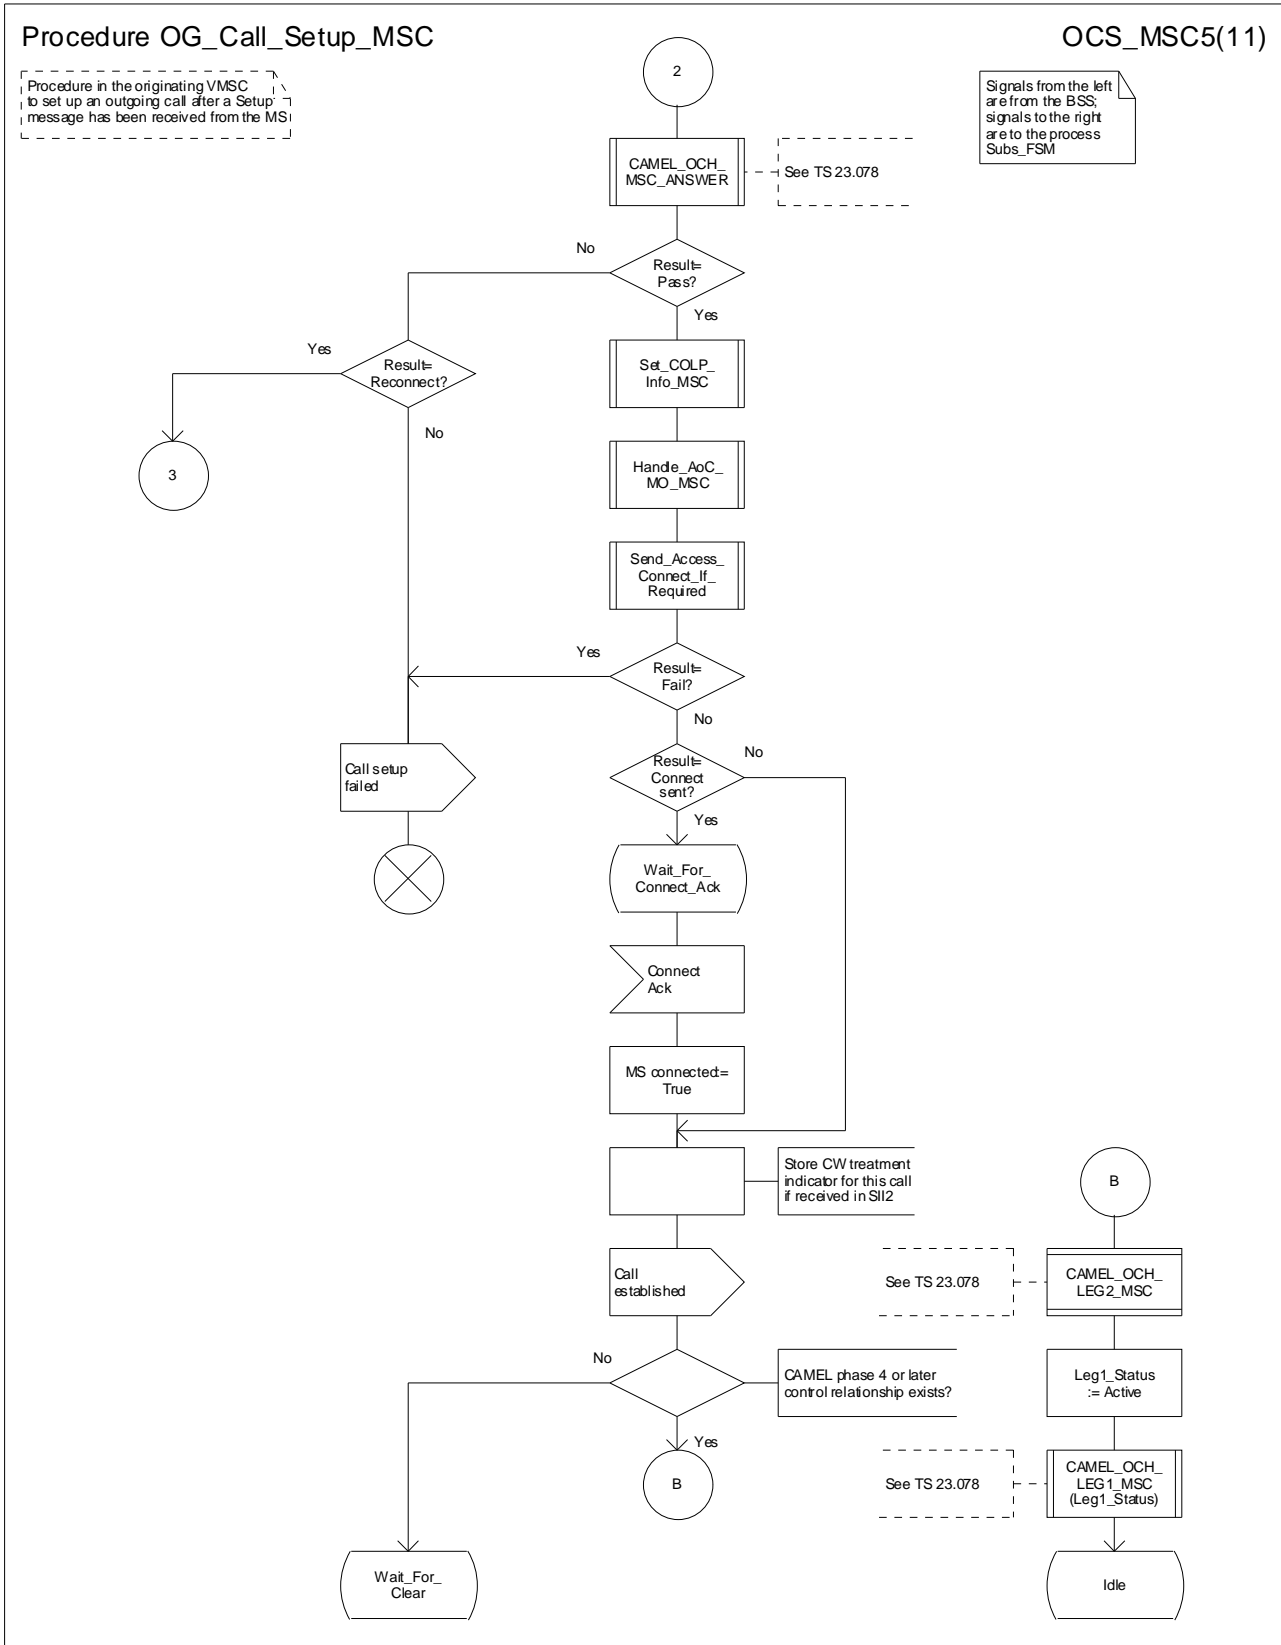 Procedure OG_Call_Setup_MSC
OCS_MSC5(11)
Procedure in the originating VMSC
to set up an outgoing call after a Setup
message has been received from the MS
2
Signals from the left
are from the BSS;
signals to the right
are to the process
Subs_FSM
CAMEL_OCH_
MSC_ANSWER
See TS 23.078
No
Result=
Pass?
Yes
Yes
Result=
Reconnect?
No
Set_COLP_
Info_MSC
3
Handle_AoC_
MO_MSC
Send_Access_
Connect_If_
Required
Yes
Result=
Fail?
No
Call setup
failed
Result=
Connect
sent?
No
Yes
Wait_For_
Connect_Ack
Connect
Ack
MS connected:=
True
Store CW treatment
indicator for this call
if received in SII2
B
Call
established
See TS 23.078
CAMEL_OCH_
LEG2_MSC
No
CAMEL phase 4 or later
control relationship exists?
Leg1_Status
:= Active
Yes
B
See TS 23.078
CAMEL_OCH_
LEG1_MSC
(Leg1_Status)
Wait_For_
Clear
Idle